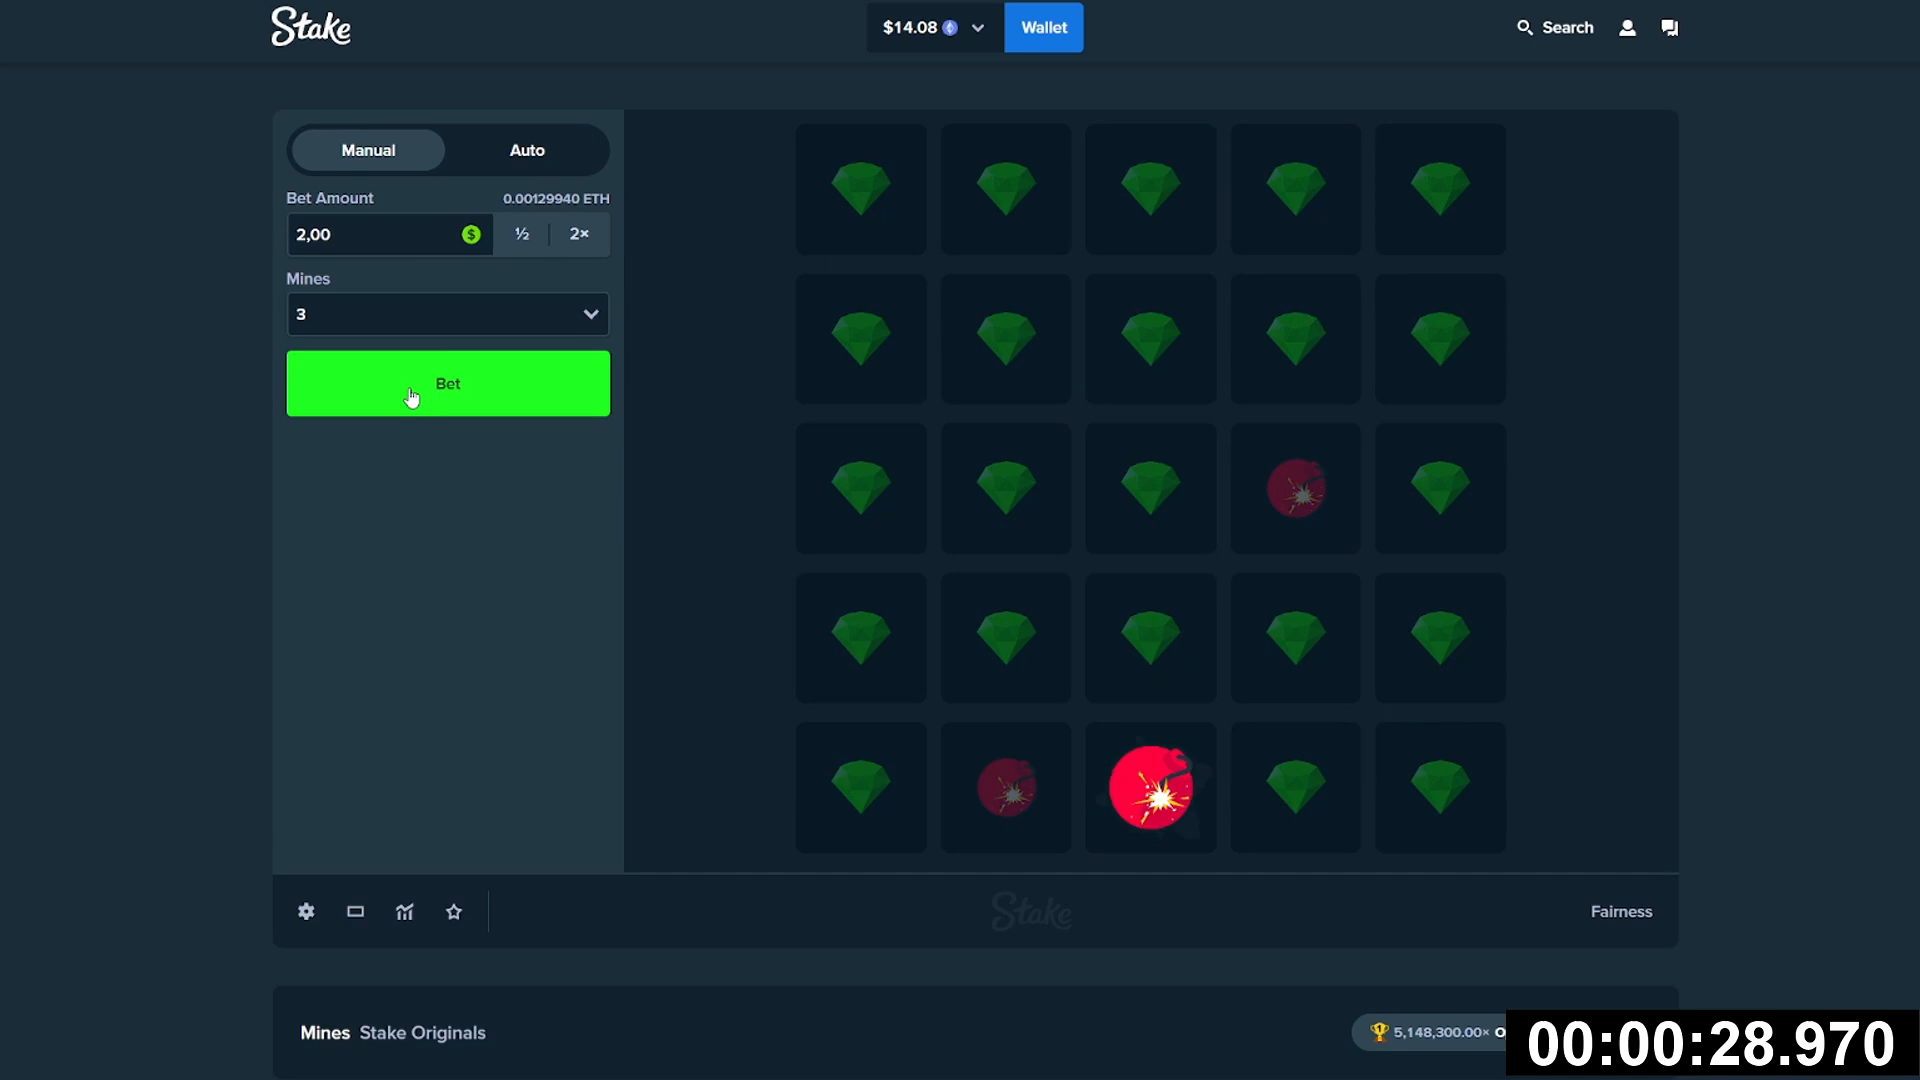 Stake
$14.08
Wallet
Search
Manual
Auto
Bet Amount
0.00129940 ETH
2,00
$
½
2×
Mines
3
Bet
Stake
Fairness
Mines Stake Originals
1
5,148,300.00×
00:00:28.970